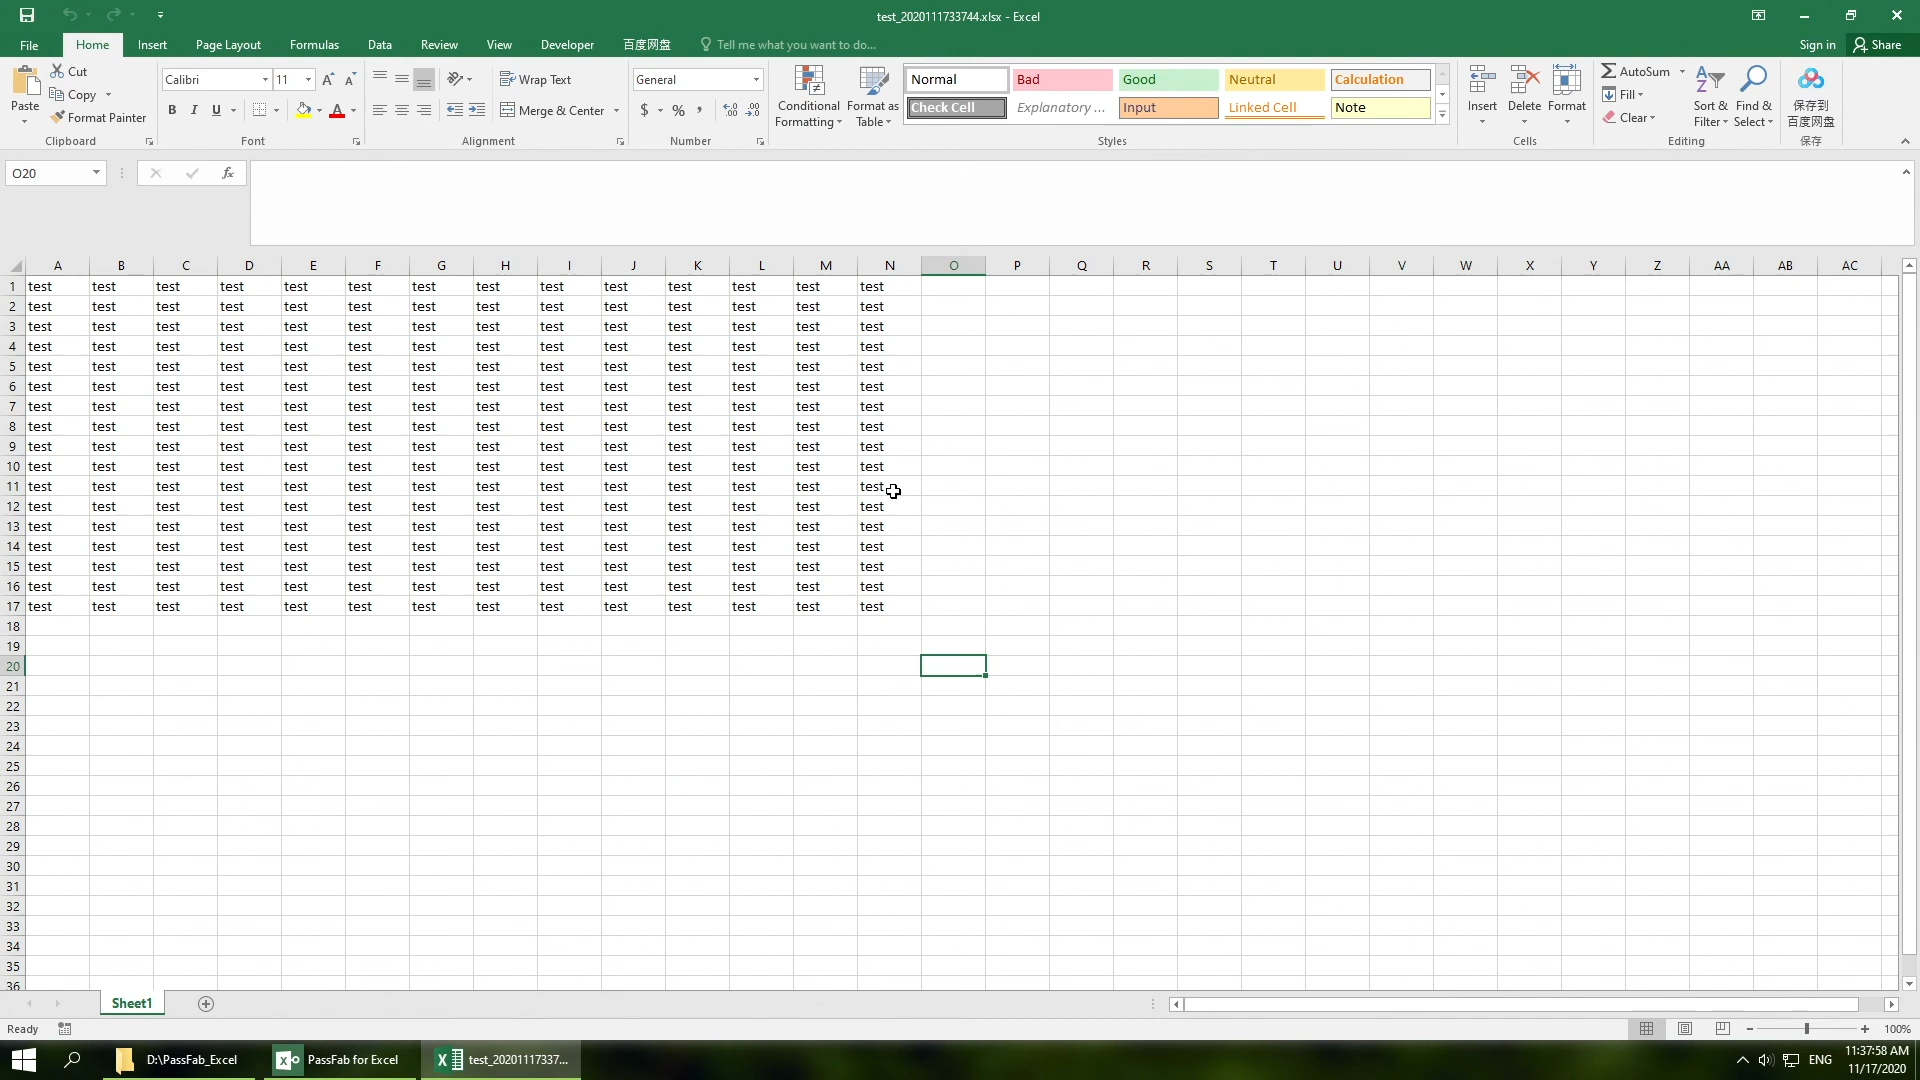 test_2020111733744.xlsx - Excel
File Home Insert Page Layout Formulas Data Review View Developer 百度网盘 Tell me what you want to do... Sign in Share
Paste Cut Copy Format Painter Clipboard
Calibri 11 B I U A Font
Wrap Text Merge & Center Alignment
General $ % , Number
Conditional Formatting Format as Table
Normal Bad Good Neutral Calculation
Check Cell Explanatory ... Input Linked Cell Note
Styles
Insert Delete Format Cells
AutoSum Fill Clear Sort & Filter Find & Select Editing
保存到 百度网盘 保存
O20 fx
A B C D E F G H I J K L M N O P Q R S T U V W X Y Z AA AB AC
1 test test test test test test test test test test test test test test
2 test test test test test test test test test test test test test test
3 test test test test test test test test test test test test test test
4 test test test test test test test test test test test test test test
5 test test test test test test test test test test test test test test
6 test test test test test test test test test test test test test test
7 test test test test test test test test test test test test test test
8 test test test test test test test test test test test test test test
9 test test test test test test test test test test test test test test
10 test test test test test test test test test test test test test test
11 test test test test test test test test test test test test test test
12 test test test test test test test test test test test test test test
13 test test test test test test test test test test test test test test
14 test test test test test test test test test test test test test test
15 test test test test test test test test test test test test test test
16 test test test test test test test test test test test test test test
17 test test test test test test test test test test test test test test
18
19
20
21
22
23
24
25
26
27
28
29
30
31
32
33
34
35
36
Sheet1
Ready 100%
D:\PassFab_Excel PassFab for Excel test_20201117337... ENG 11:37:58 AM
11/17/2020